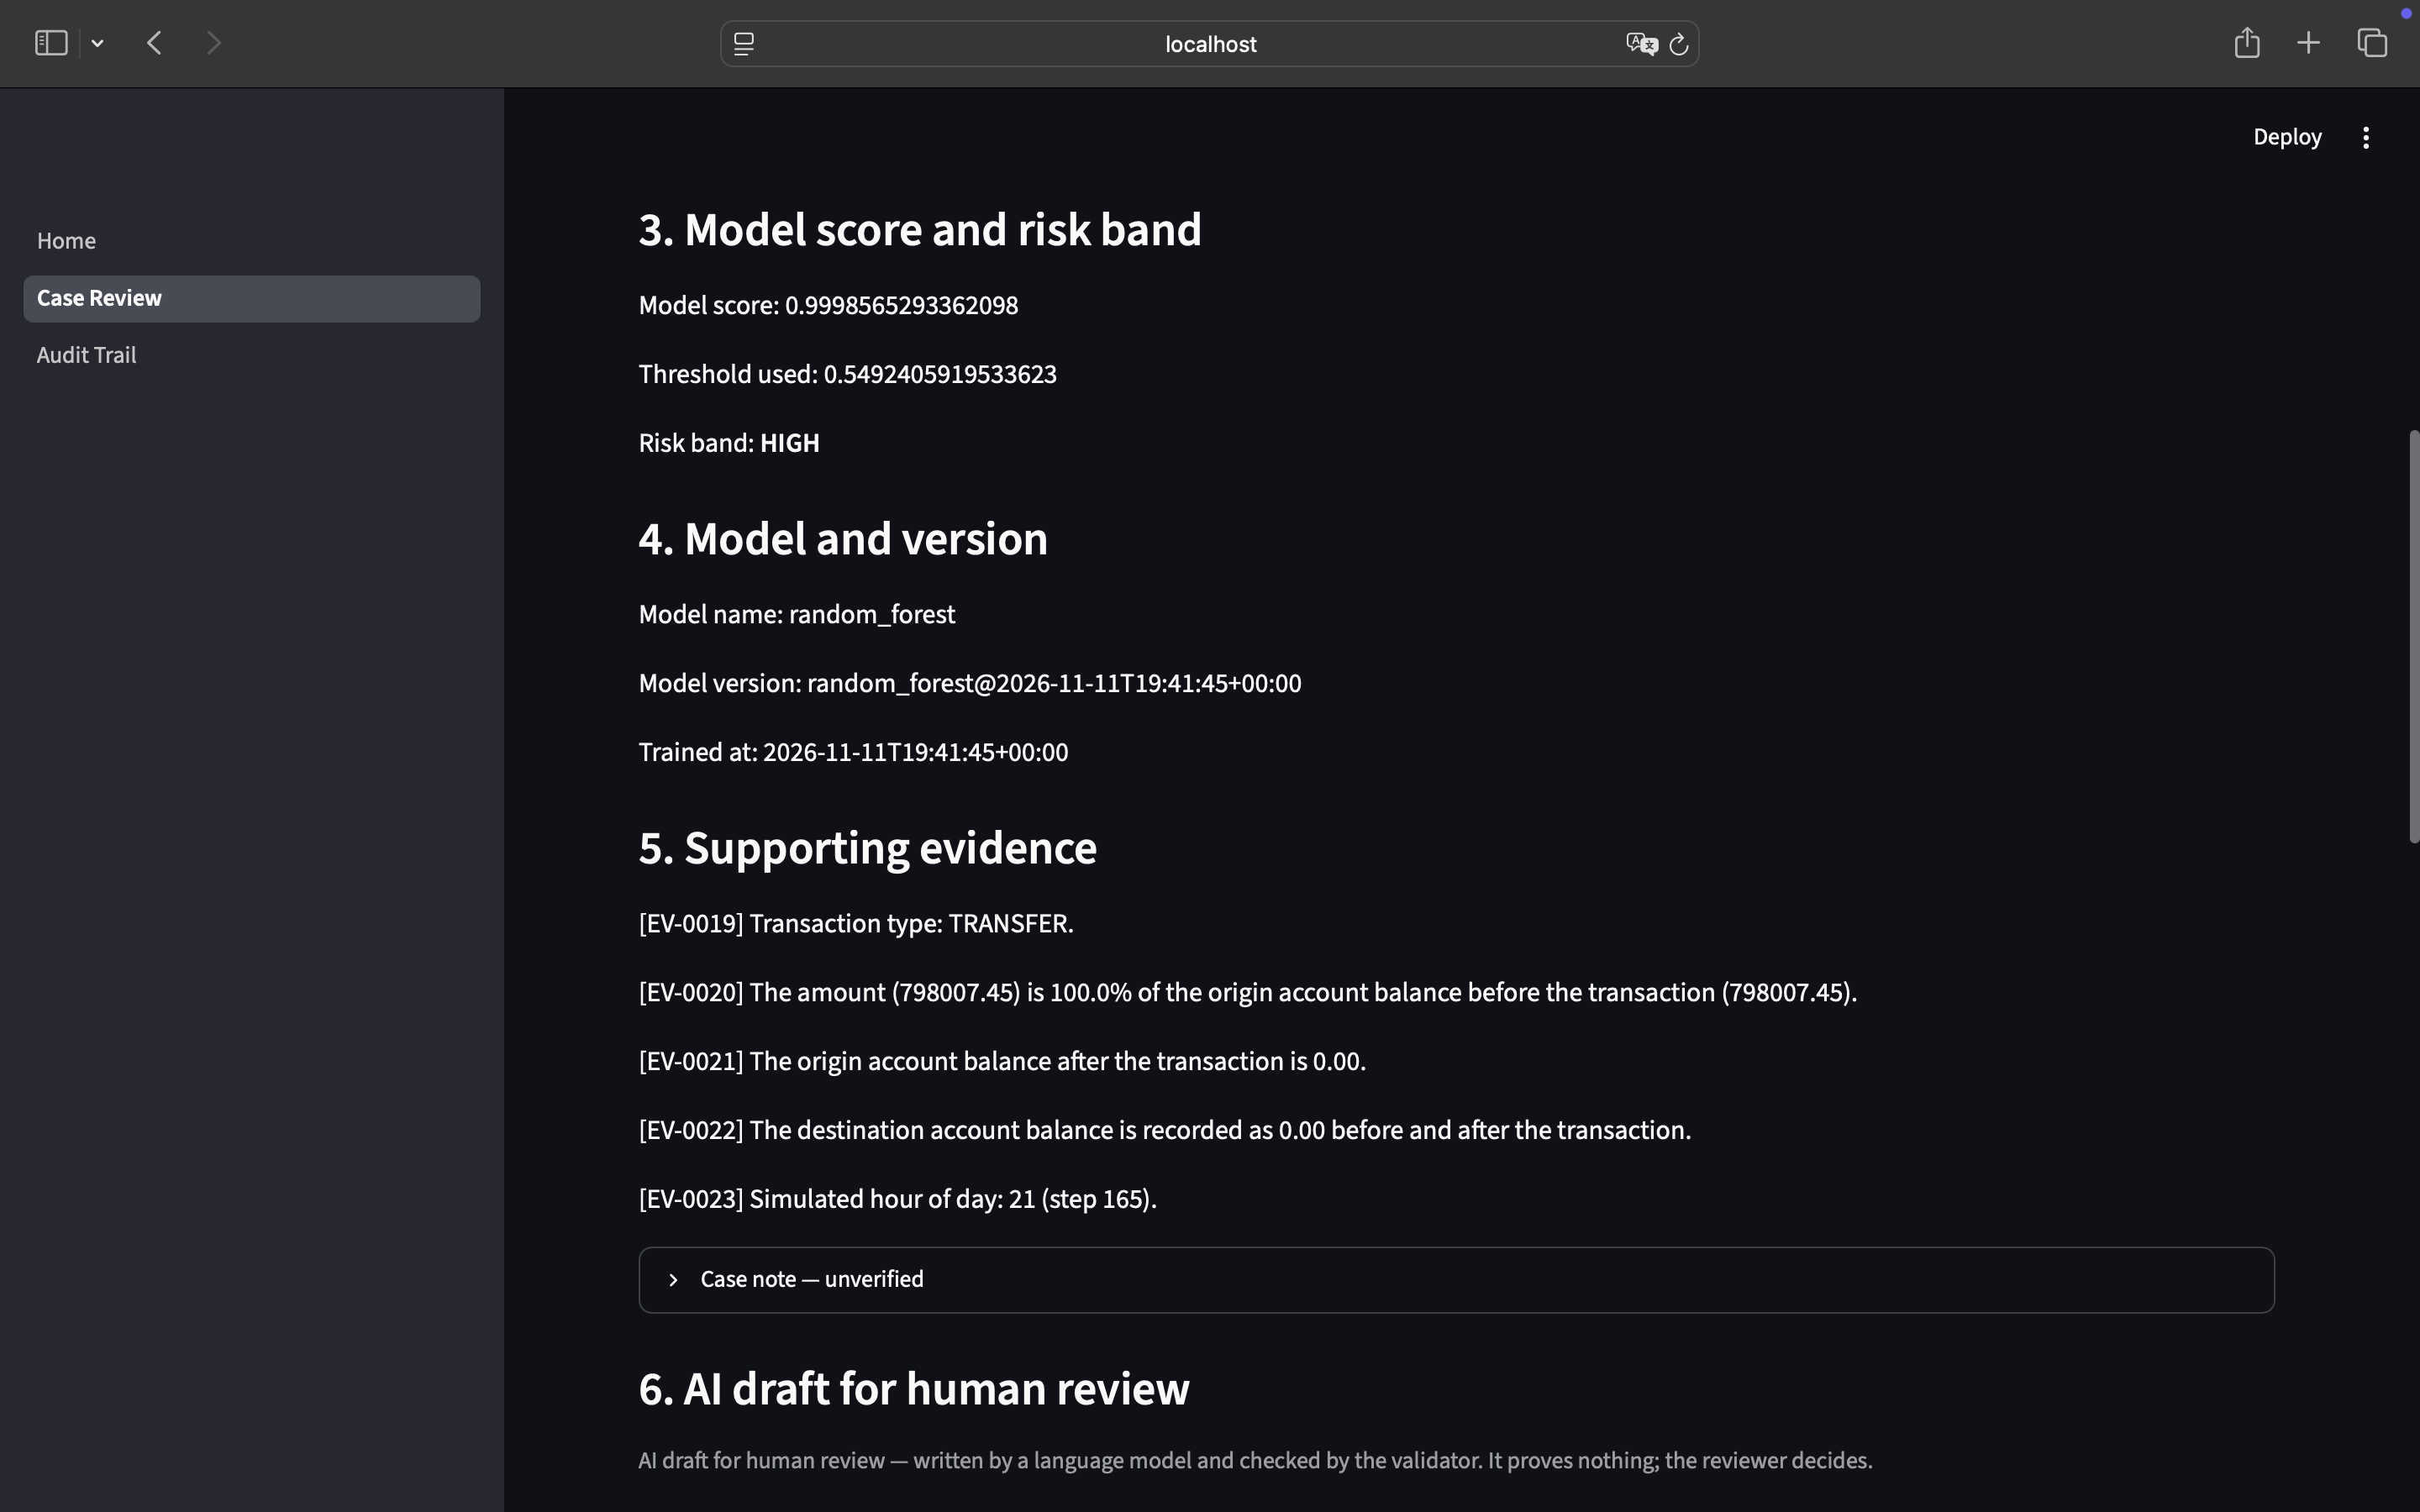 localhost
Deploy
Home
Case Review
Audit Trail
3. Model score and risk band
Model score: 0.9998565293362098
Threshold used: 0.5492405919533623
Risk band: HIGH
4. Model and version
Model name: random_forest
Model version: random_forest@2026-11-11T19:41:45+00:00
Trained at: 2026-11-11T19:41:45+00:00
5. Supporting evidence
[EV-0019] Transaction type: TRANSFER.
[EV-0020] The amount (798007.45) is 100.0% of the origin account balance before the transaction (798007.45).
[EV-0021] The origin account balance after the transaction is 0.00.
[EV-0022] The destination account balance is recorded as 0.00 before and after the transaction.
[EV-0023] Simulated hour of day: 21 (step 165).
Case note — unverified
6. AI draft for human review
AI draft for human review — written by a language model and checked by the validator. It proves nothing; the reviewer decides.